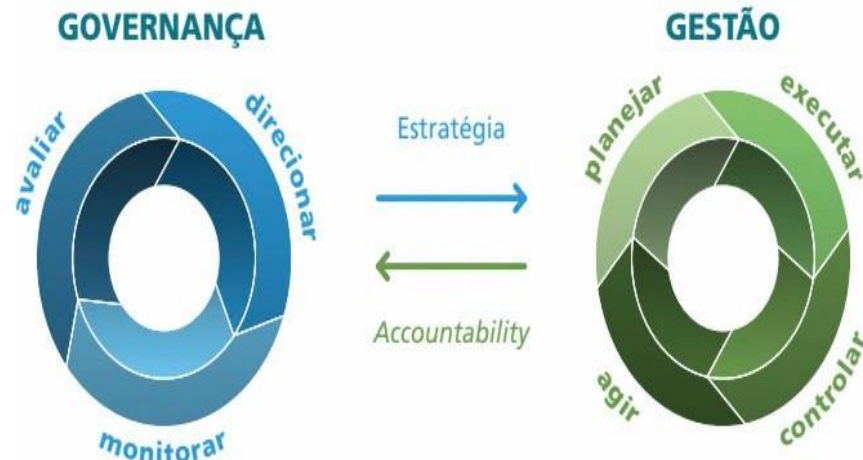 GOVERNANÇA
avaliar
direcionar
monitorar
Estratégia
Accountability
GESTÃO
planejar
executar
controlar
agir